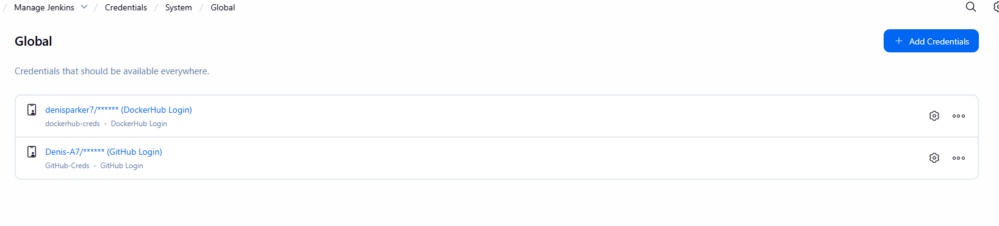 / Manage Jenkins / Credentials / System / Global
Global
+ Add Credentials
Credentials that should be available everywhere.
denisparker7/****** (DockerHub Login)
dockerhub-creds - DockerHub Login
Denis-A7/****** (GitHub Login)
GitHub-Creds - GitHub Login